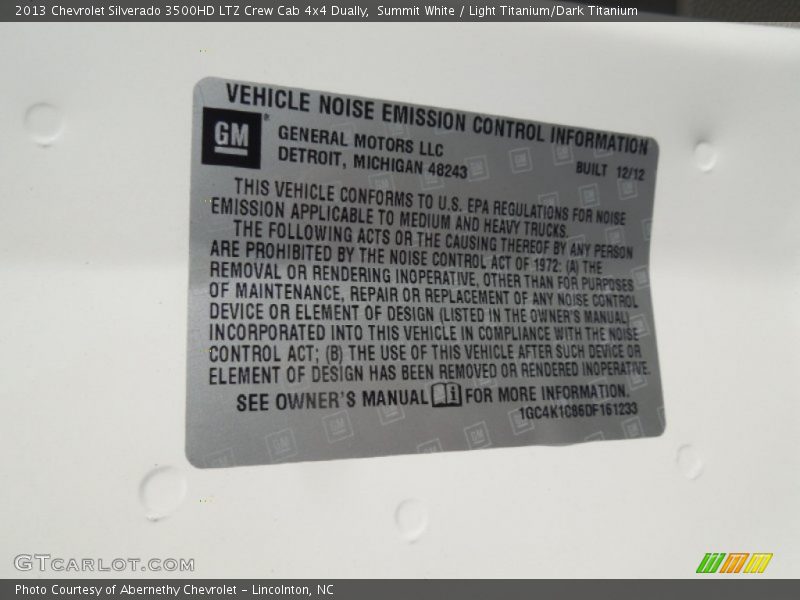 2013 Chevrolet Silverado 3500HD LTZ Crew Cab 4x4 Dually,  Summit White / Light Titanium/Dark Titanium
VEHICLE NOISE EMISSION CONTROL INFORMATION
GM®
GENERAL MOTORS LLC
DETROIT, MICHIGAN 48243
BUILT 12/12
THIS VEHICLE CONFORMS TO U.S. EPA REGULATIONS FOR NOISE
EMISSION APPLICABLE TO MEDIUM AND HEAVY TRUCKS.
THE FOLLOWING ACTS OR THE CAUSING THEREOF BY ANY PERSON
ARE PROHIBITED BY THE NOISE CONTROL ACT OF 1972: (A) THE
REMOVAL OR RENDERING INOPERATIVE, OTHER THAN FOR PURPOSES
OF MAINTENANCE, REPAIR OR REPLACEMENT OF ANY NOISE CONTROL
DEVICE OR ELEMENT OF DESIGN (LISTED IN THE OWNER'S MANUAL)
INCORPORATED INTO THIS VEHICLE IN COMPLIANCE WITH THE NOISE
CONTROL ACT; (B) THE USE OF THIS VEHICLE AFTER SUCH DEVICE OR
ELEMENT OF DESIGN HAS BEEN REMOVED OR RENDERED INOPERATIVE.
SEE OWNER'S MANUAL FOR MORE INFORMATION.
1GC4K1C86DF161233
GTCARLOT.COM
Photo Courtesy of Abernethy Chevrolet – Lincolnton, NC